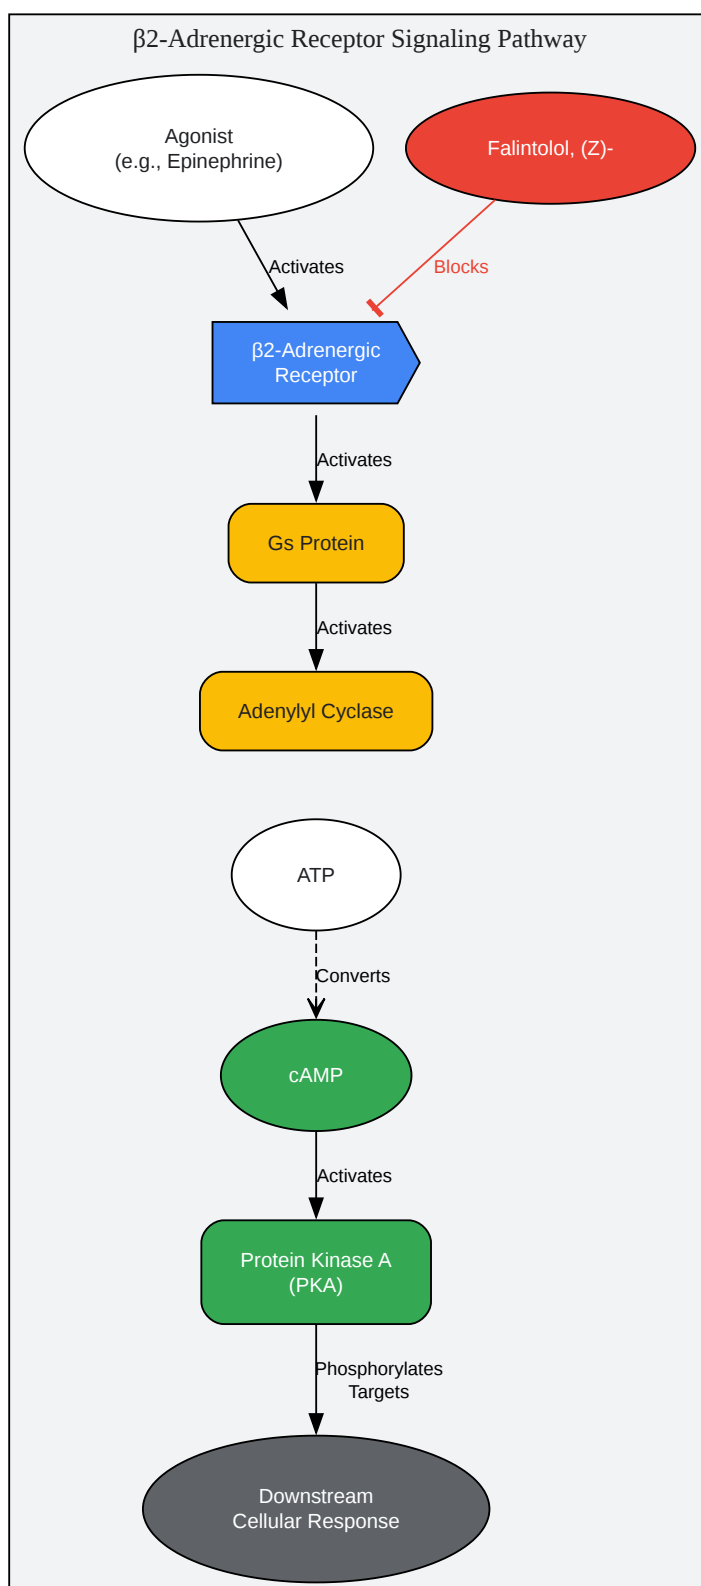 β2-Adrenergic Receptor Signaling Pathway
Agonist
(e.g., Epinephrine)
Falintolol, (Z)-
Activates
Blocks
β2-Adrenergic
Receptor
Activates
Gs Protein
Activates
Adenylyl Cyclase
ATP
Converts
cAMP
Activates
Protein Kinase A
(PKA)
Phosphorylates
Targets
Downstream
Cellular Response